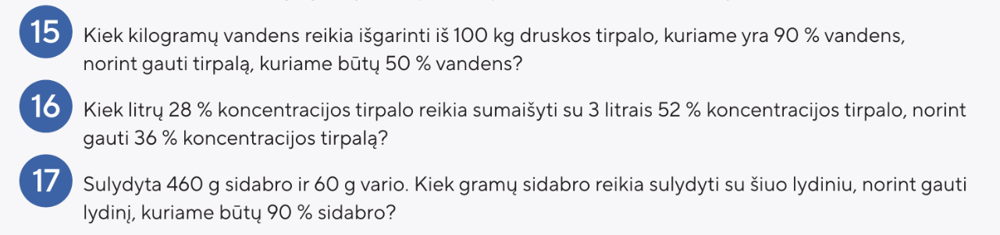 15 Kiek kilogramų vandens reikia išgarinti iš 100 kg druskos tirpalo, kuriame yra 90 % vandens,
norint gauti tirpalą, kuriame būtų 50 % vandens?
16 Kiek litrų 28 % koncentracijos tirpalo reikia sumaišyti su 3 litrais 52 % koncentracijos tirpalo, norint
gauti 36 % koncentracijos tirpalą?
17 Sulydyta 460 g sidabro ir 60 g vario. Kiek gramų sidabro reikia sulydyti su šiuo lydiniu, norint gauti
lydinį, kuriame būtų 90 % sidabro?